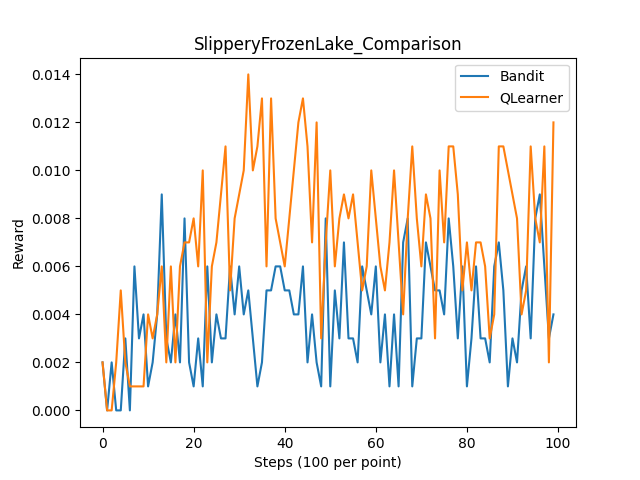 SlipperyFrozenLake_Comparison
Bandit
QLearner
0.014
0.012
0.010
0.008
0.006
0.004
0.002
0.000
Reward
0 20 40 60 80 100
Steps (100 per point)